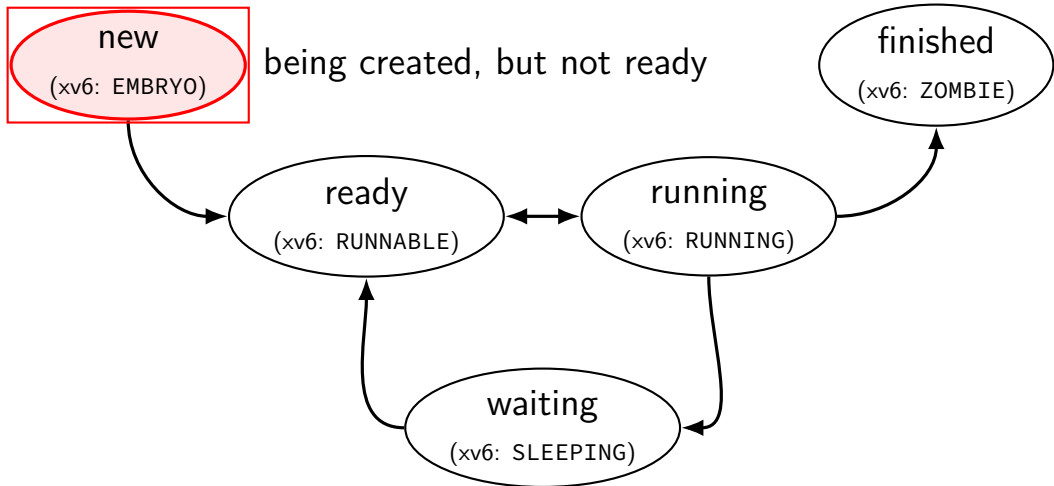 new
(xv6: EMBRYO)
being created, but not ready
finished
(xv6: ZOMBIE)
ready
(xv6: RUNNABLE)
running
(xv6: RUNNING)
waiting
(xv6: SLEEPING)